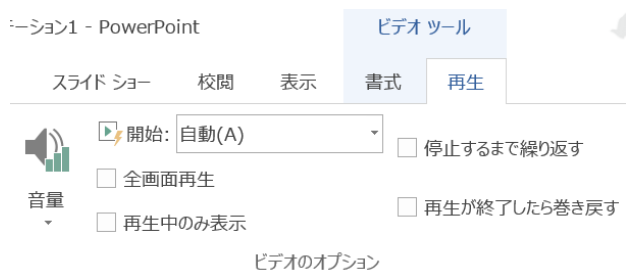 ーション1 - PowerPoint
ビデオ ツール
スライド ショー 校閲 表示 書式 再生
開始: 自動(A)
停止するまで繰り返す
全画面再生
音量
再生が終了したら巻き戻す
再生中のみ表示
ビデオのオプション